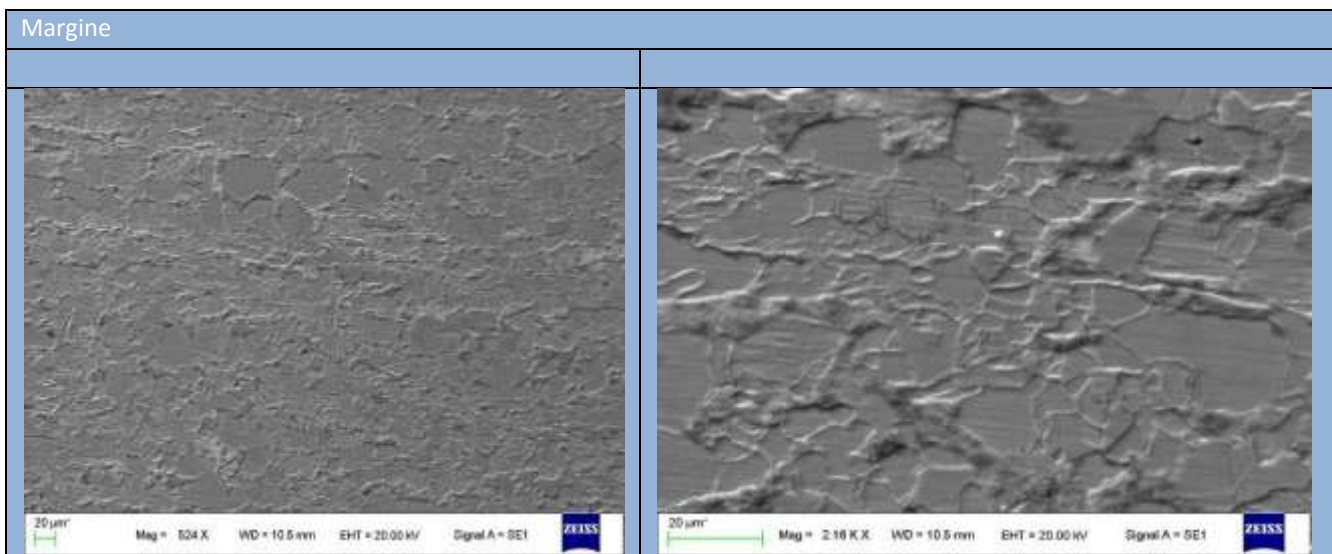 Margine
20 µm
Mag = 524 X WD = 10.5 mm EHT = 20.00 kV Signal A = SE1 ZEISS
20 µm
Mag = 2.16 K X WD = 10.5 mm EHT = 20.00 kV Signal A = SE1 ZEISS